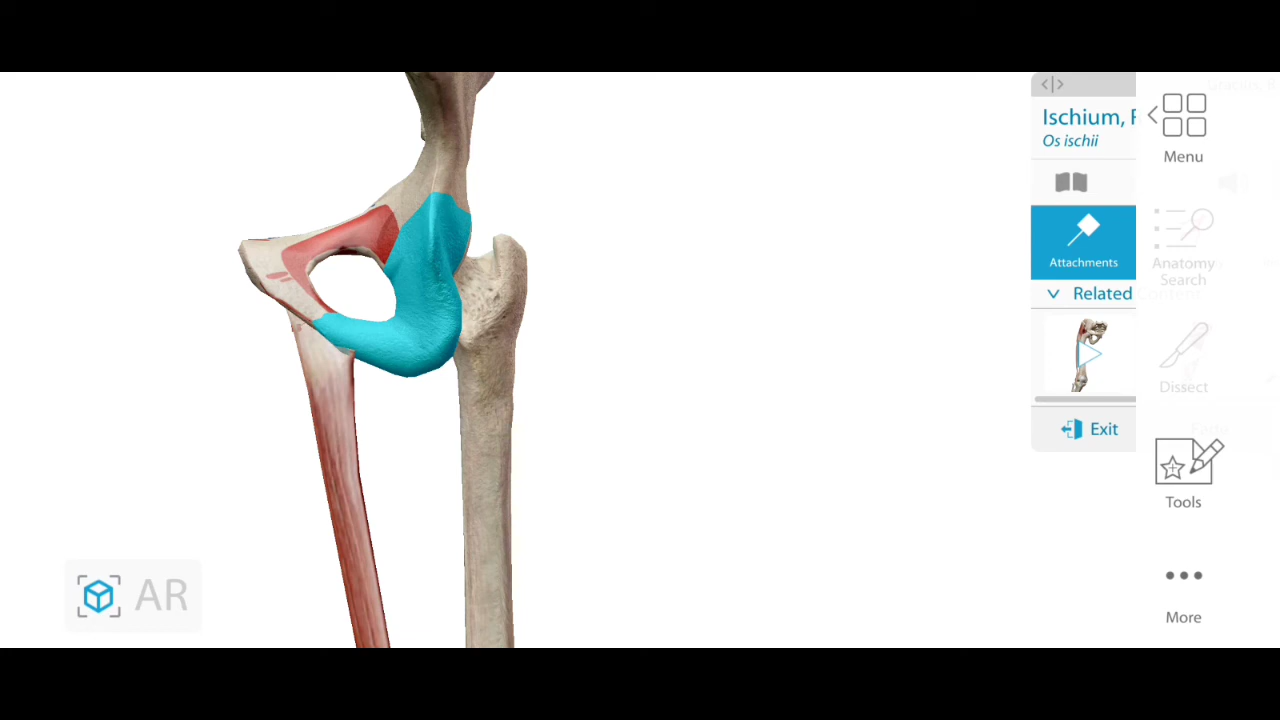 Ischium, R
Os ischii
Menu
Attachments
Anatomy
Search
Related
Dissect
Exit
Tools
AR
More